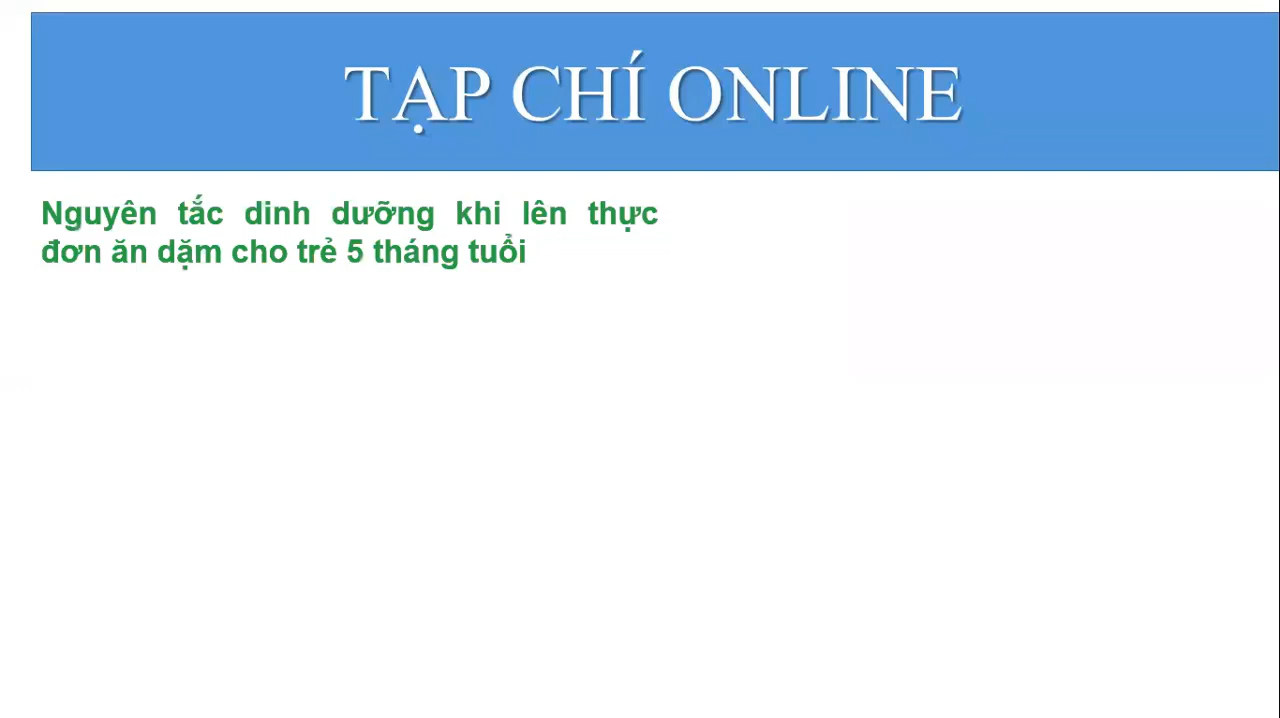 TẠP CHÍ ONLINE
Nguyên tắc dinh dưỡng khi lên thực
đơn ăn dặm cho trẻ 5 tháng tuổi